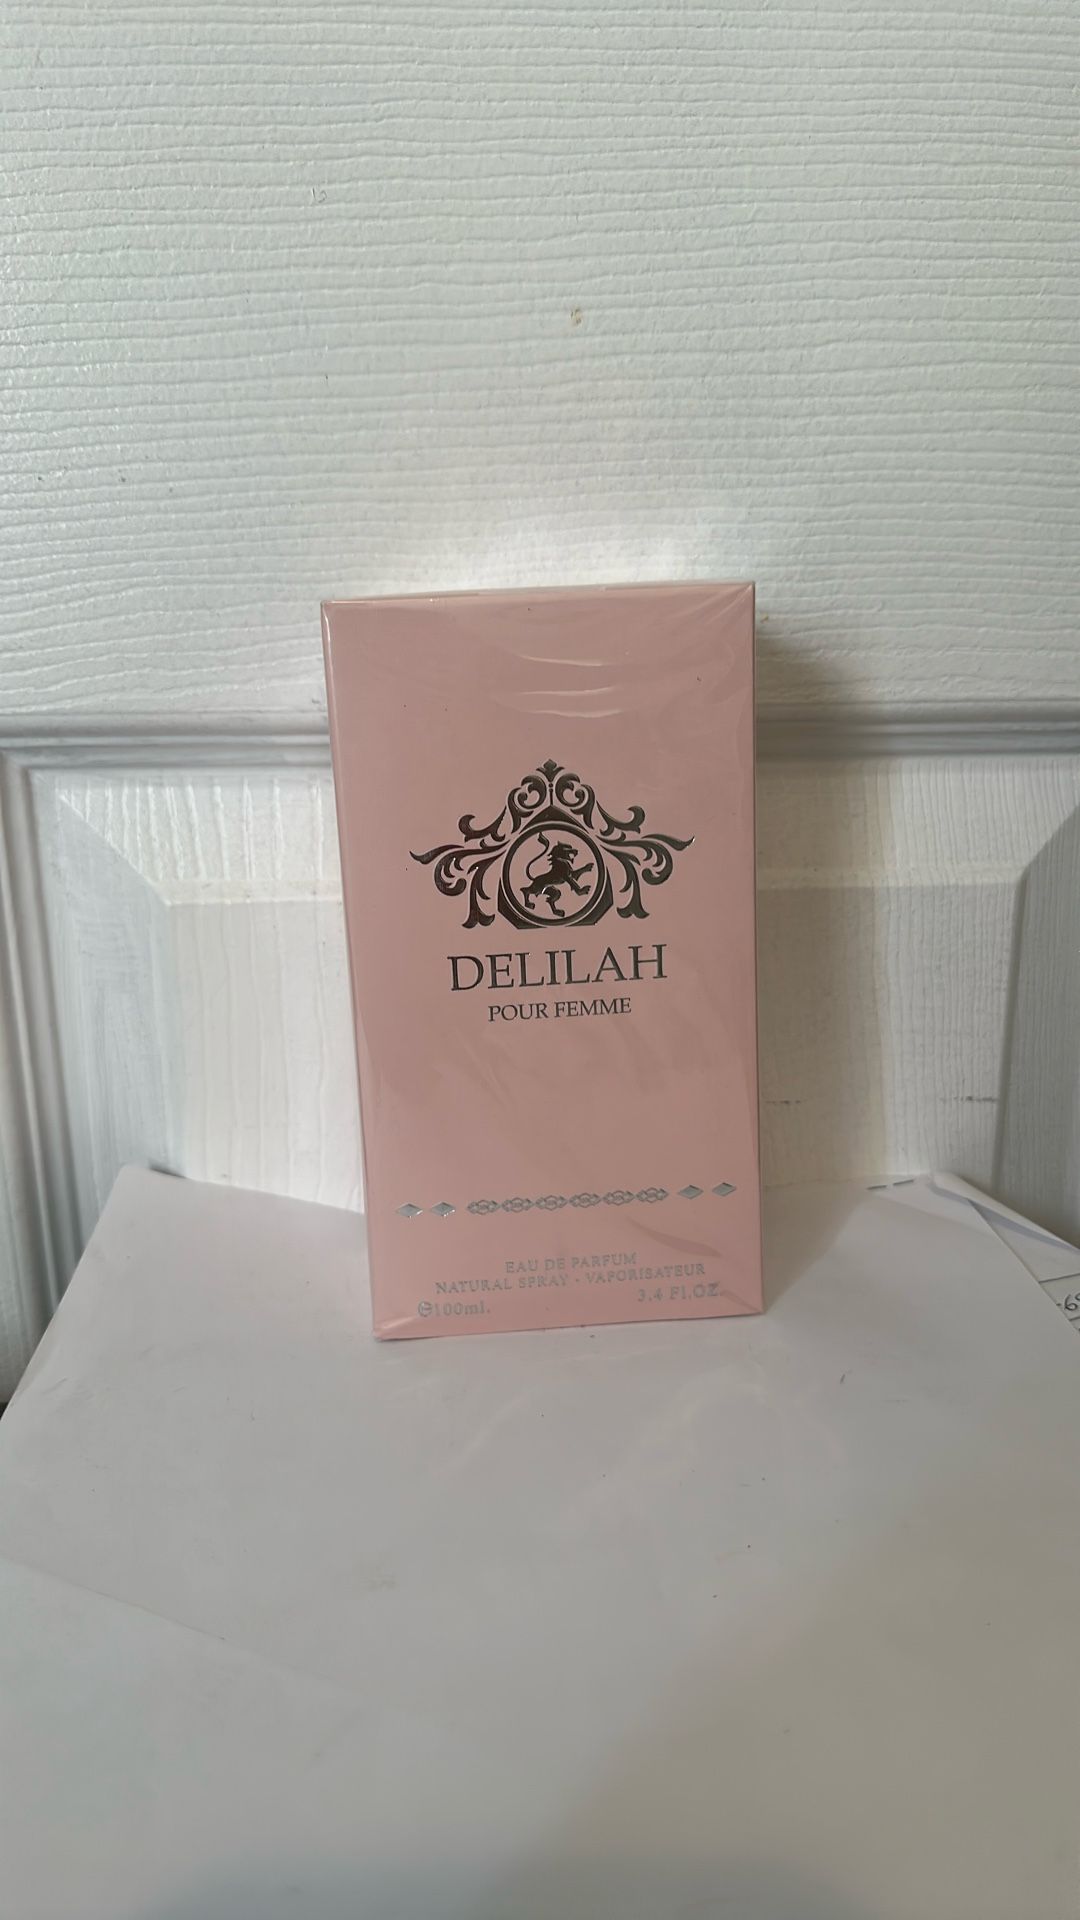 DELILAH
POUR FEMME
EAU DE PARFUM
NATURAL SPRAY - VAPORISATEUR
℮100ml. 3.4 Fl.OZ.